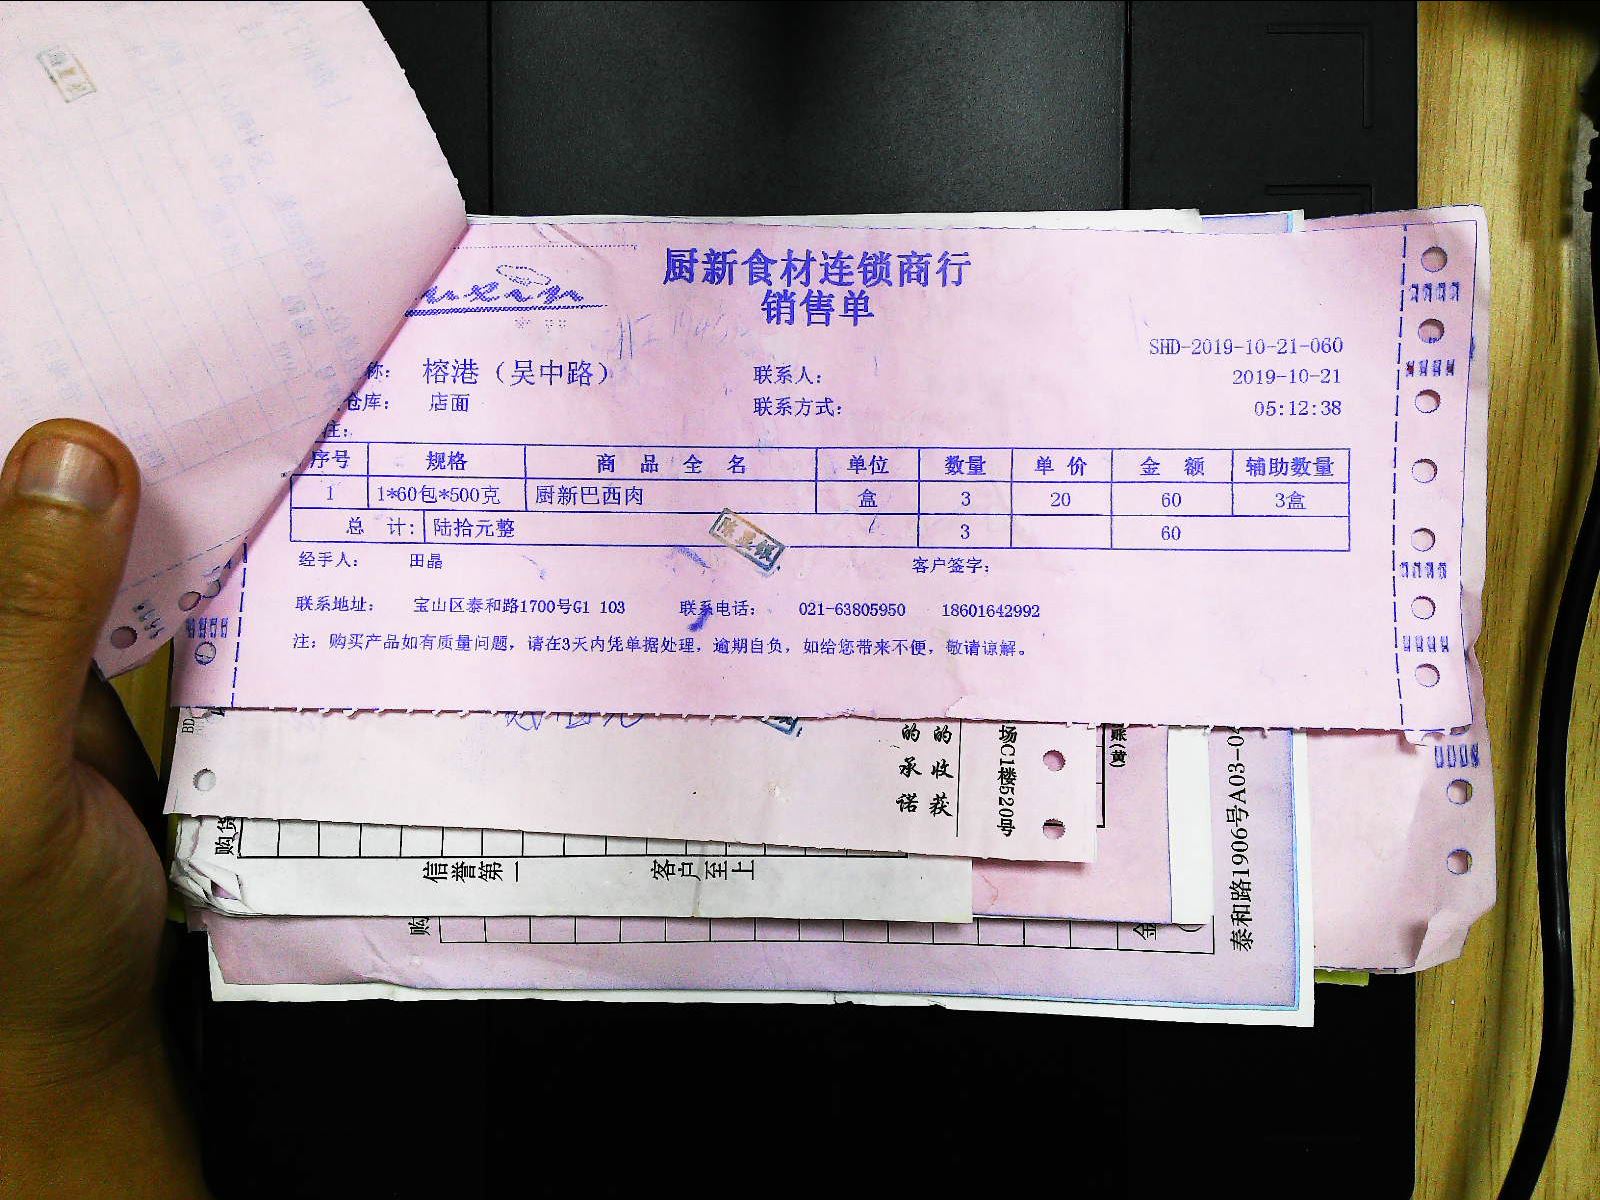 厨新食材连锁商行
销售单
SHD-2019-10-21-060
称： 榕港（吴中路） 联系人： 2019-10-21
仓库： 店面 联系方式： 05:12:38
注：
序号 规格 商 品 全 名 单位 数量 单 价 金 额 辅助数量
1 1*60包*500克 厨新巴西肉 盒 3 20 60 3盒
总 计: 陆拾元整 3 60
经手人： 田晶 客户签字：
联系地址： 宝山区泰和路1700号G1 103 联系电话： 021-63805950 18601642992
注：购买产品如有质量问题，请在3天内凭单据处理，逾期自负，如给您带来不便，敬请谅解。
的收获
的承诺
场C1楼520号
购货
信誉第一 客户至上
购
金
泰和路1906号A03-0